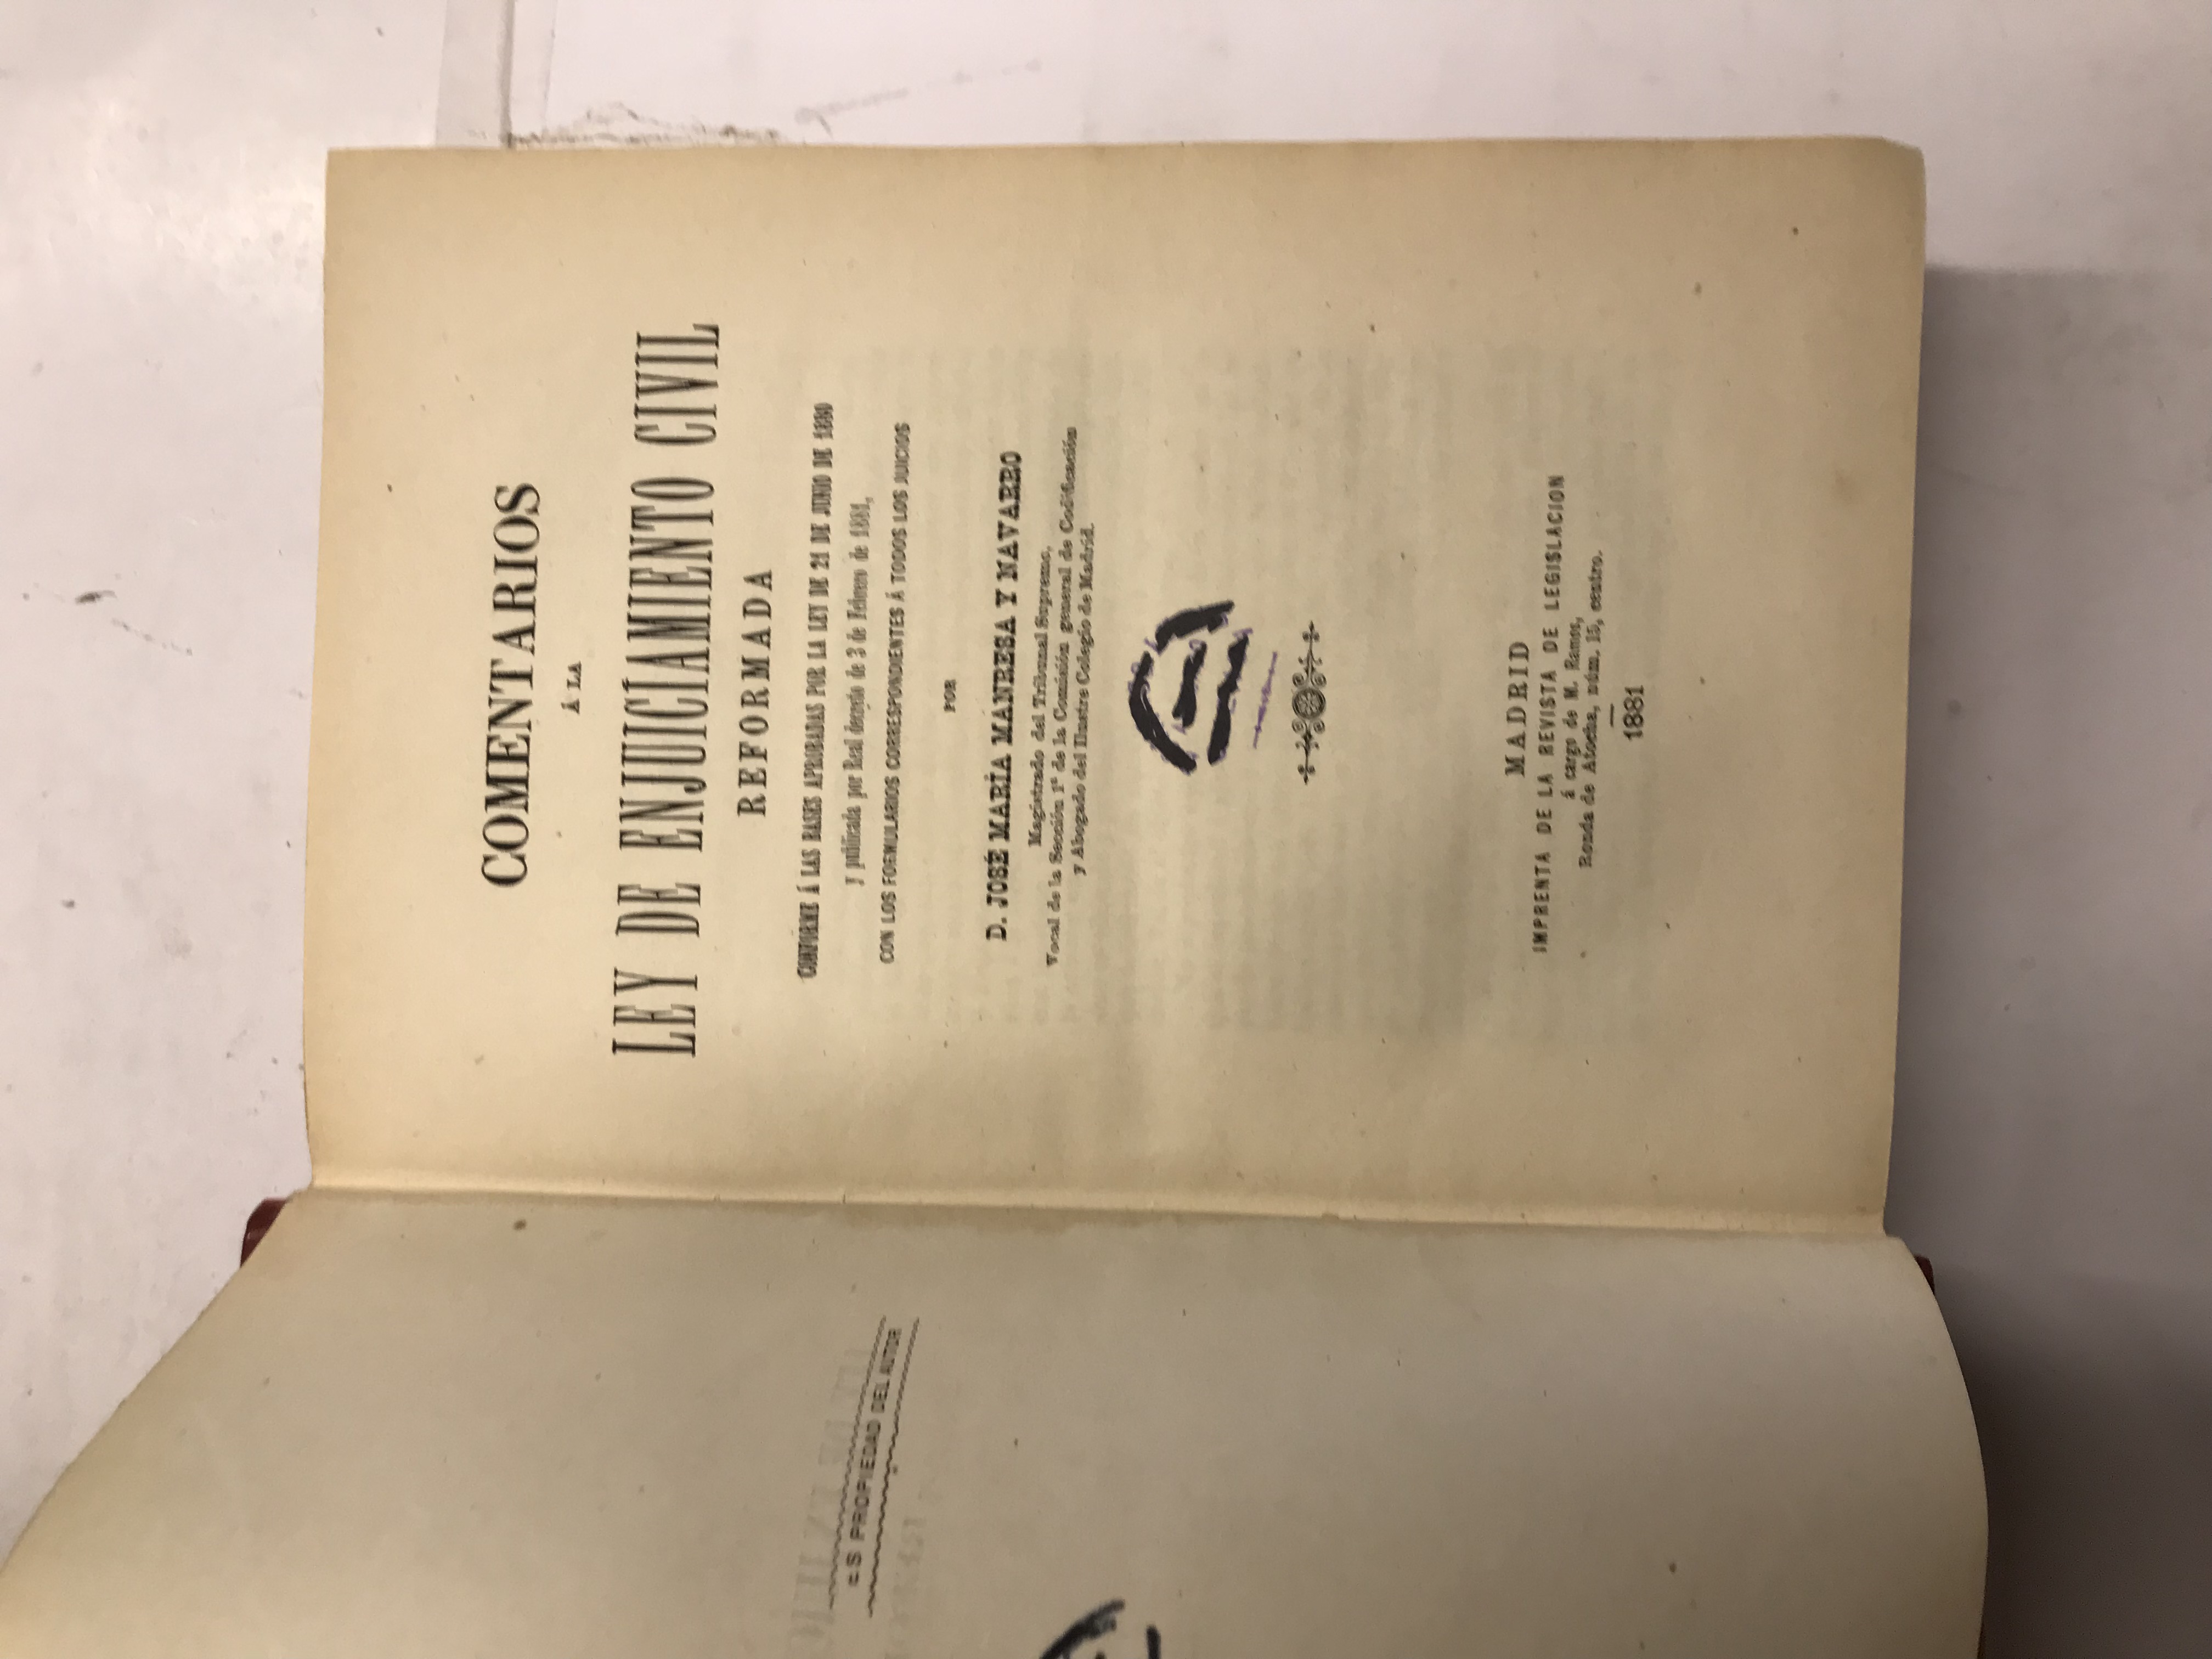 ES PROPIEDAD DEL AUTOR
COMENTARIOS
Á LA
LEY DE ENJUICIAMIENTO CIVIL
REFORMADA
CONFORME Á LAS BASES APROBADAS POR LA LEY DE 21 DE JUNIO DE 1880
y publicada por Real decreto de 3 de Febrero de 1881,
CON LOS FORMULARIOS CORRESPONDIENTES Á TODOS LOS JUICIOS
POR
D. JOSÉ MARÍA MANRESA Y NAVARRO
Magistrado del Tribunal Supremo,
Vocal de la Sección 1ª de la Comisión general de Codificación
y Abogado del Ilustre Colegio de Madrid.
MADRID
IMPRENTA DE LA REVISTA DE LEGISLACION
á cargo de M. Ramos,
Ronda de Atocha, núm. 15, centro.
1881